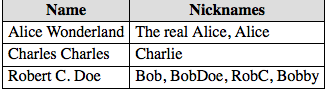 Name Nicknames
Alice Wonderland The real Alice, Alice
Charles Charles Charlie
Robert C. Doe Bob, BobDoe, RobC, Bobby